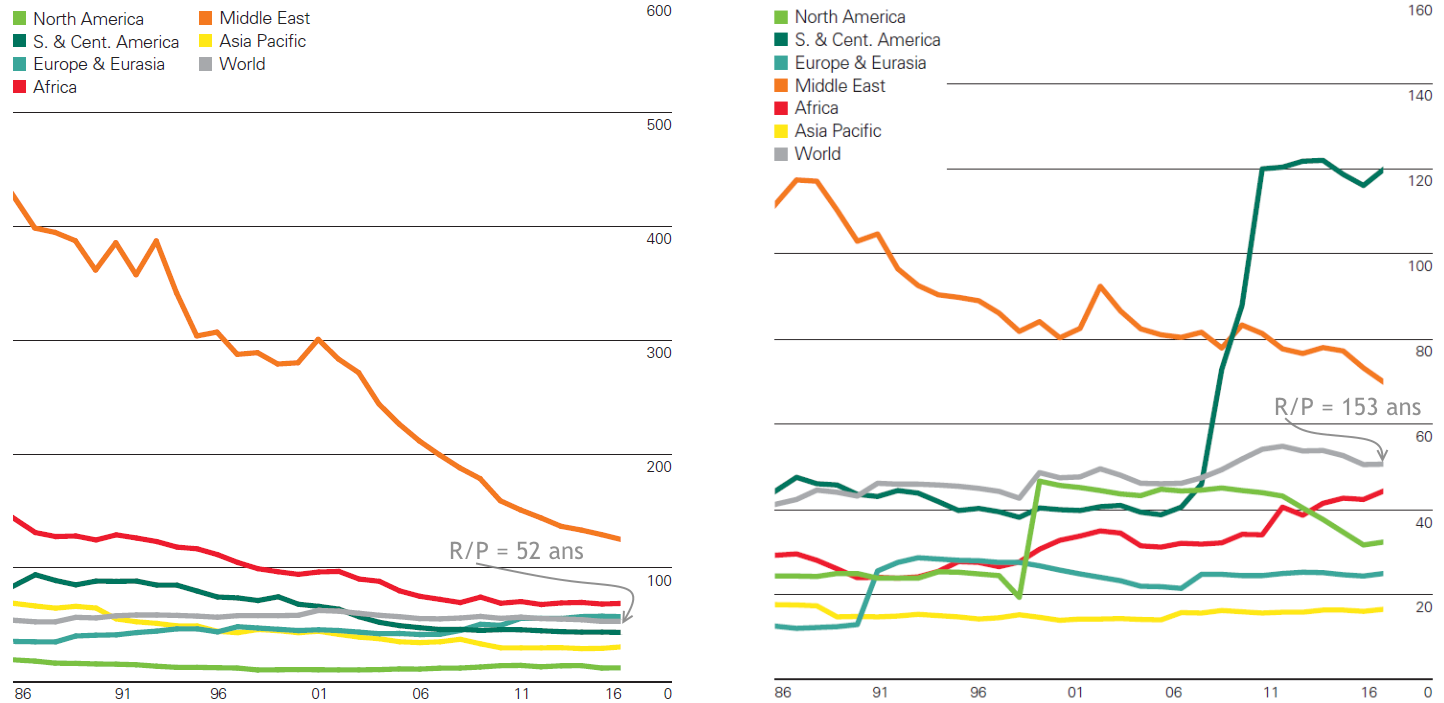 North America
S. & Cent. America
Europe & Eurasia
Africa
Middle East
Asia Pacific
World
600
500
400
300
200
100
0
R/P = 52 ans
86 91 96 01 06 11 16
North America
S. & Cent. America
Europe & Eurasia
Middle East
Africa
Asia Pacific
World
160
140
120
100
80
60
40
20
0
R/P = 153 ans
86 91 96 01 06 11 16